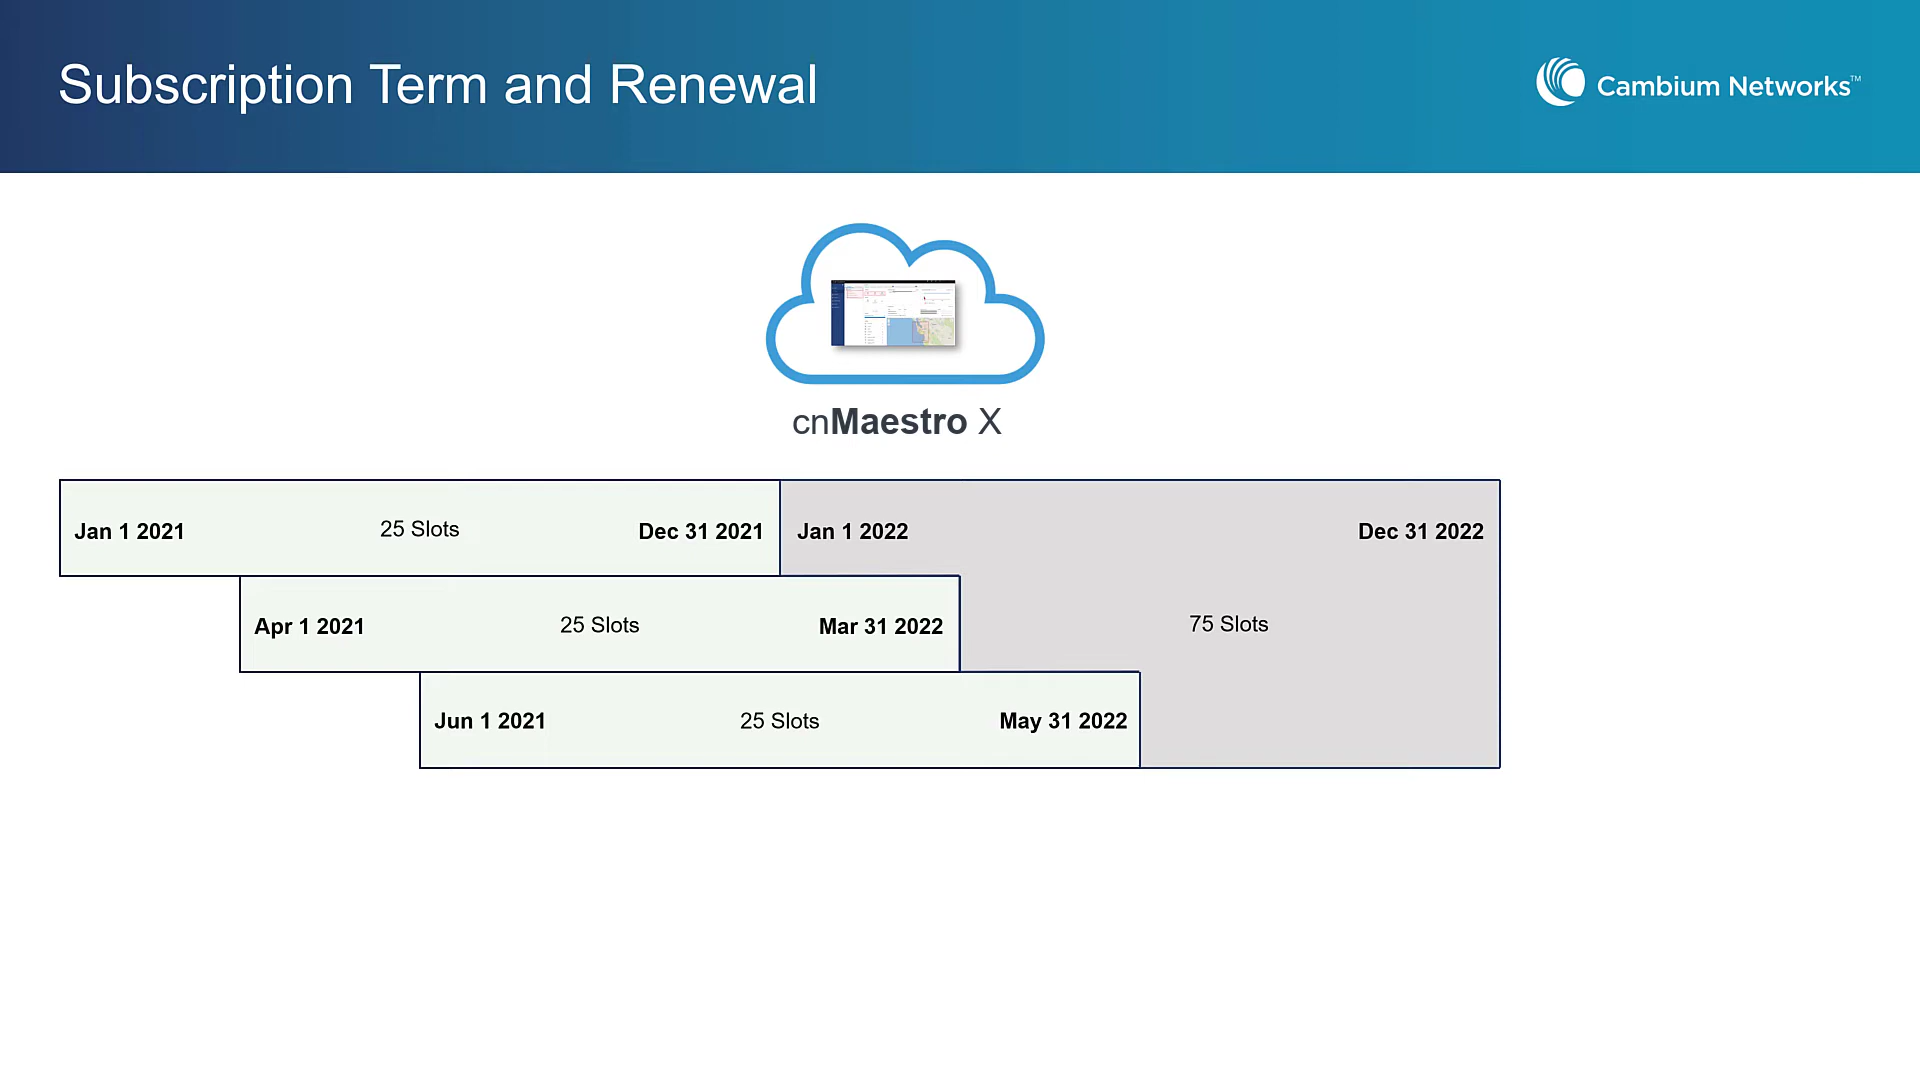 Subscription Term and Renewal
Cambium Networks™
cnMaestro X
Jan 1 2021 25 Slots Dec 31 2021 Jan 1 2022 Dec 31 2022
Apr 1 2021 25 Slots Mar 31 2022 75 Slots
Jun 1 2021 25 Slots May 31 2022